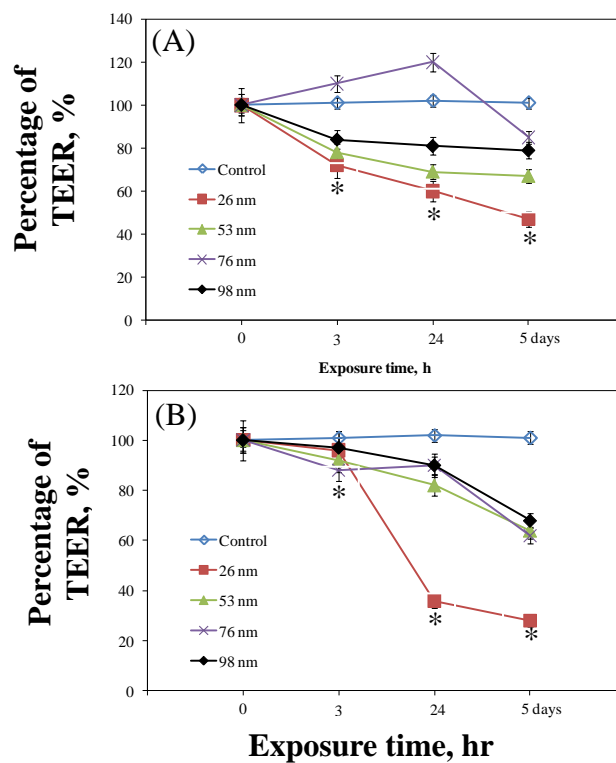 (A)
Percentage of
TEER, %
140
120
100
80
60
40
20
0
Control
26 nm
53 nm
76 nm
98 nm
*
*
*
0
3
24
5 days
Exposure time, h
(B)
Percentage of
TEER, %
120
100
80
60
40
20
0
Control
26 nm
53 nm
76 nm
98 nm
*
*
*
0
3
24
5 days
Exposure time, hr